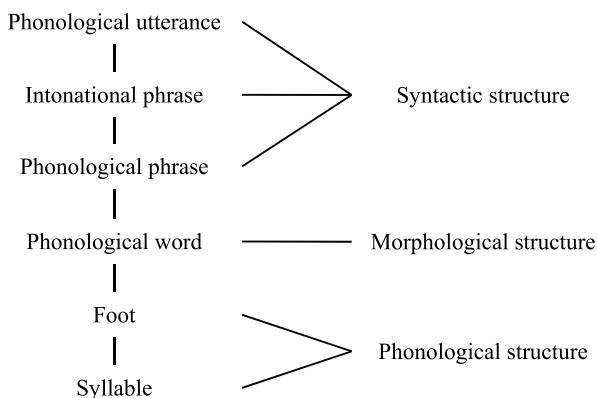 Phonological utterance
Intonational phrase
Syntactic structure
Phonological phrase
Phonological word
Morphological structure
Foot
Phonological structure
Syllable